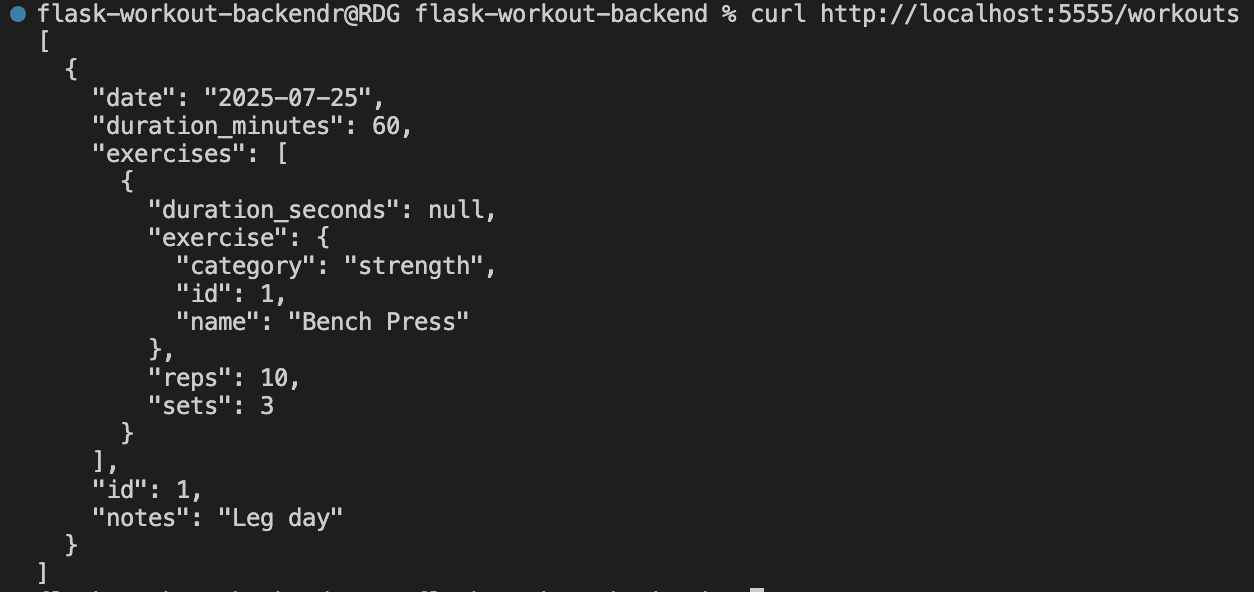 flask-workout-backendr@RDG flask-workout-backend % curl http://localhost:5555/workouts
[
  {
    "date": "2025-07-25",
    "duration_minutes": 60,
    "exercises": [
      {
        "duration_seconds": null,
        "exercise": {
          "category": "strength",
          "id": 1,
          "name": "Bench Press"
        },
        "reps": 10,
        "sets": 3
      }
    ],
    "id": 1,
    "notes": "Leg day"
  }
]